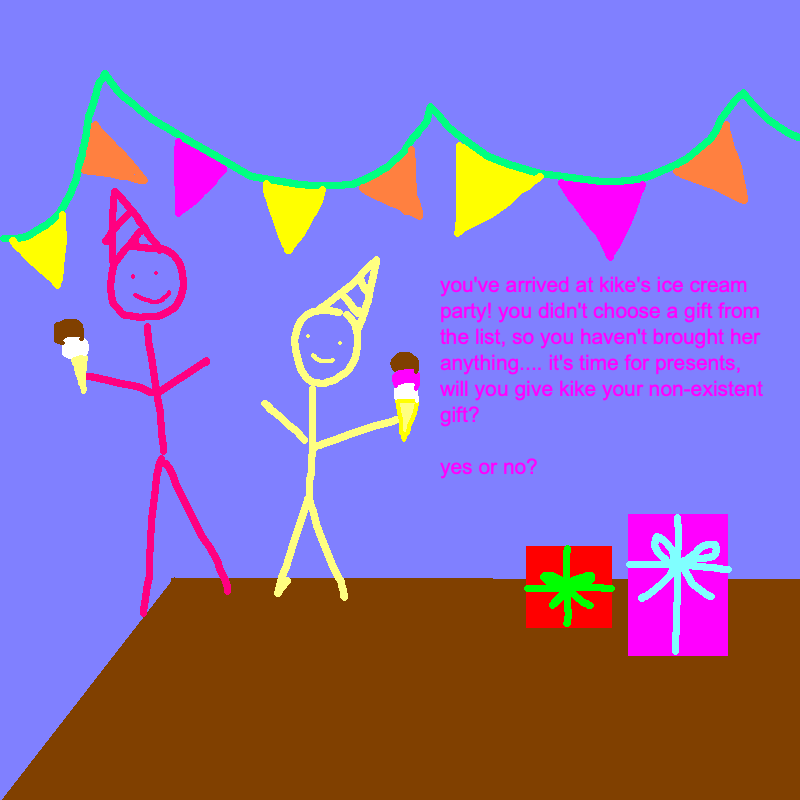 you've arrived at kike's ice cream
party! you didn't choose a gift from
the list, so you haven't brought her
anything.... it's time for presents,
will you give kike your non-existent
gift?
yes or no?